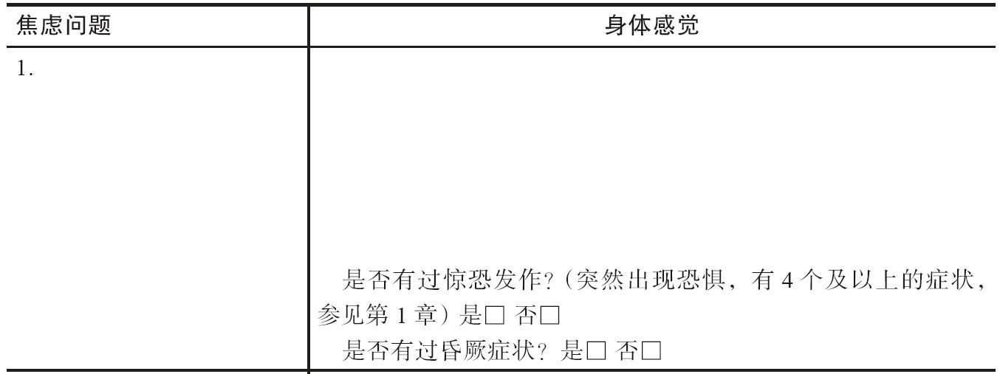 焦虑问题 身体感觉
1.
是否有过惊恐发作？（突然出现恐惧，有 4 个及以上的症状，
参见第 1 章）是□ 否□
是否有过昏厥症状？是□ 否□